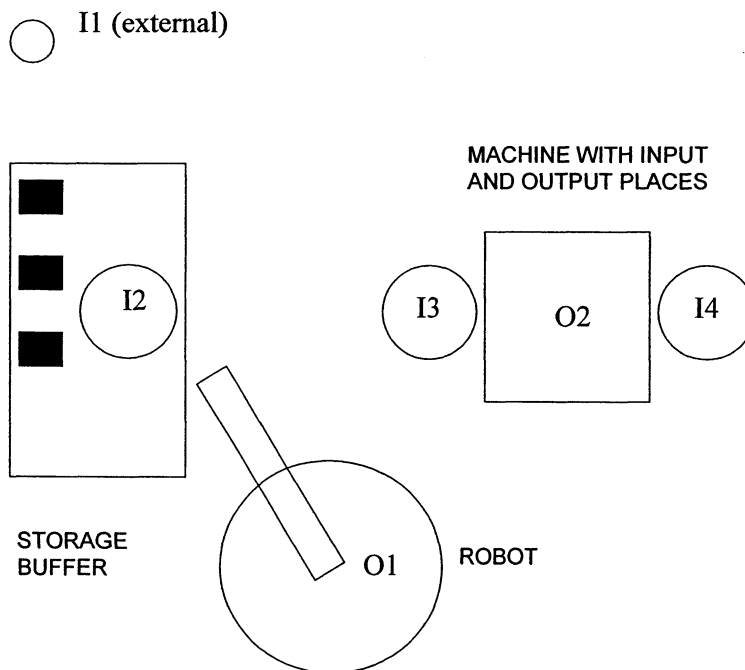 I1 (external)
MACHINE WITH INPUT
AND OUTPUT PLACES
I2
I3
O2
I4
STORAGE
BUFFER
O1
ROBOT